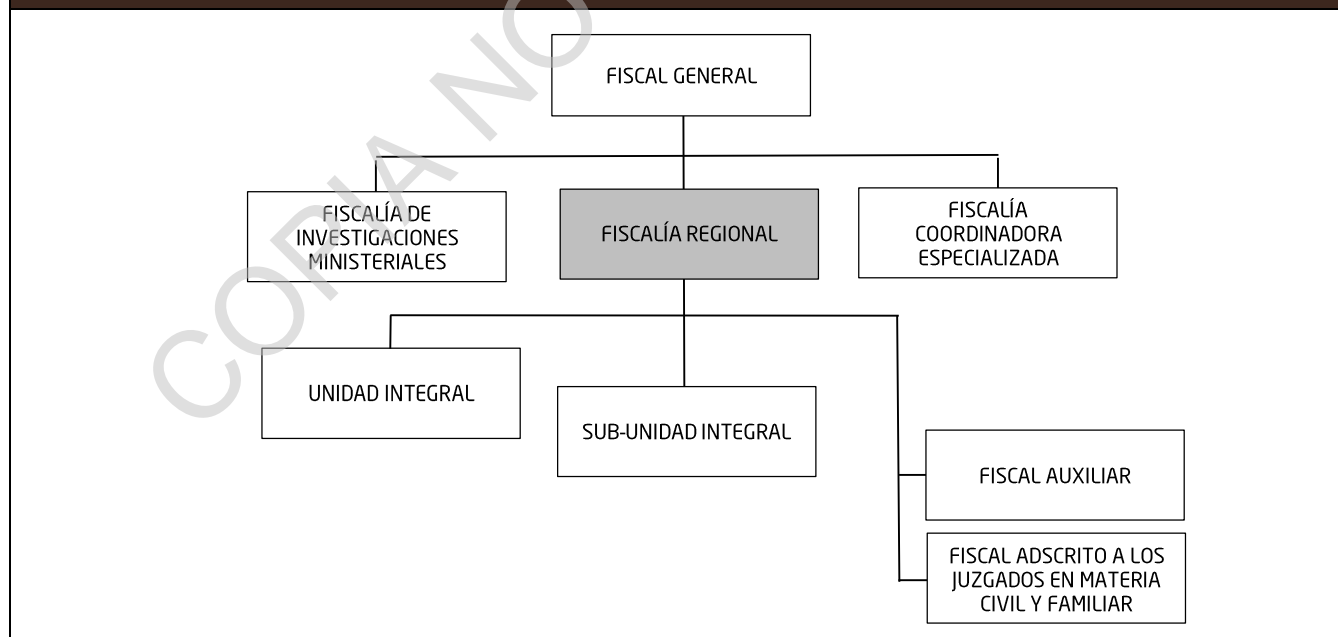 FISCAL GENERAL
FISCALÍA DE
INVESTIGACIONES
MINISTERIALES
FISCALÍA REGIONAL
FISCALÍA
COORDINADORA
ESPECIALIZADA
UNIDAD INTEGRAL
SUB-UNIDAD INTEGRAL
FISCAL AUXILIAR
FISCAL ADSCRITO A LOS
JUZGADOS EN MATERIA
CIVIL Y FAMILIAR
COPIA NO